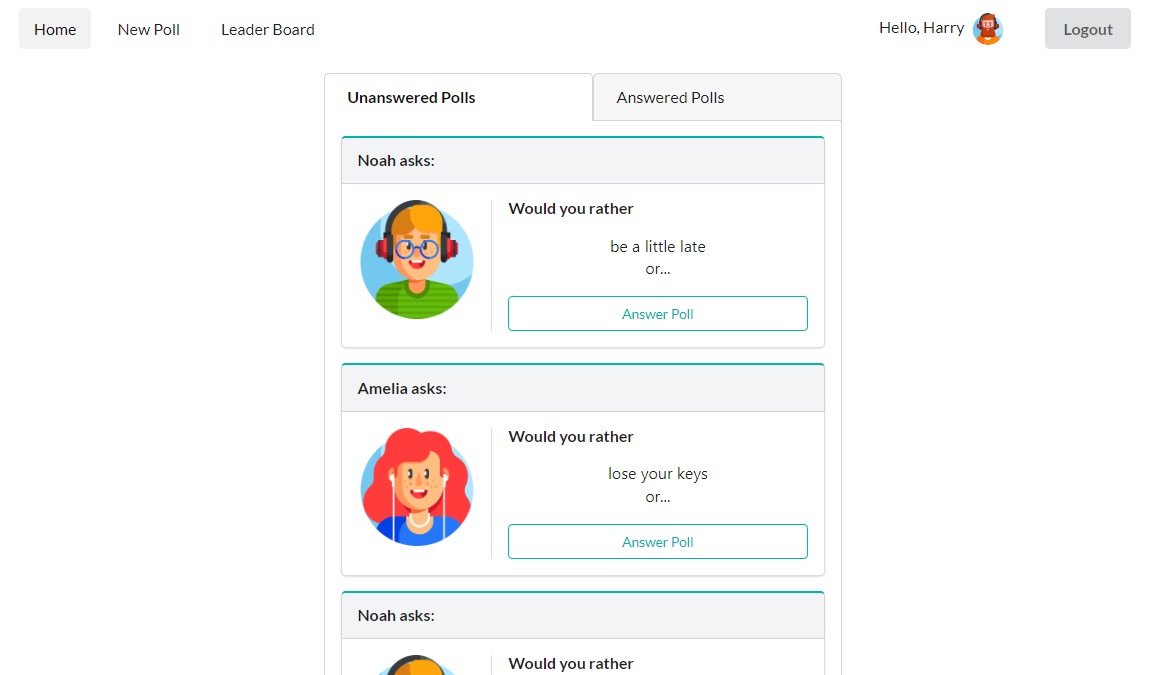 Home New Poll Leader Board Hello, Harry Logout
Unanswered Polls Answered Polls
Noah asks:
Would you rather
be a little late
or...
Answer Poll
Amelia asks:
Would you rather
lose your keys
or...
Answer Poll
Noah asks:
Would you rather